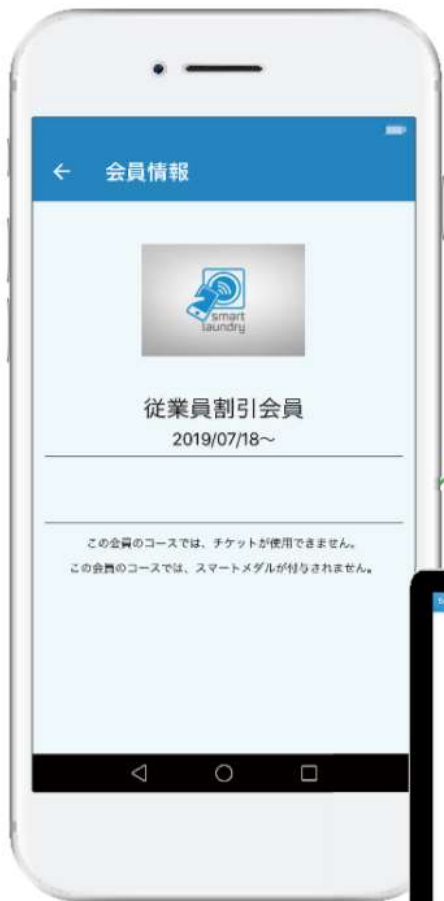 会員情報
smart
laundry
従業員割引会員
2019/07/18～
この会員のコースでは、チケットが使用できません。
この会員のコースでは、スマートメダルが付与されません。